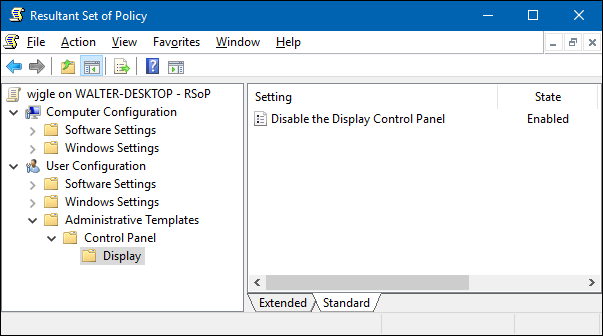 Resultant Set of Policy
File Action View Favorites Window Help
wjgle on WALTER-DESKTOP - RSoP
Computer Configuration
Software Settings
Windows Settings
User Configuration
Software Settings
Windows Settings
Administrative Templates
Control Panel
Display
Setting State
Disable the Display Control Panel Enabled
Extended Standard